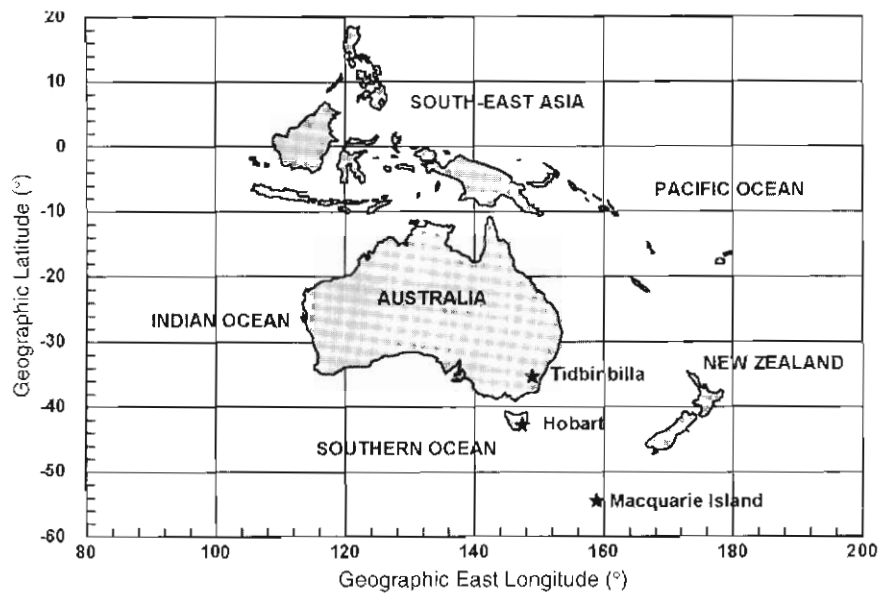 20
10
0
-10
-20
-30
-40
-50
-60
Geographic Latitude (°)
SOUTH-EAST ASIA
PACIFIC OCEAN
AUSTRALIA
INDIAN OCEAN
NEW ZEALAND
Tidbinbilla
Hobart
SOUTHERN OCEAN
Macquarie Island
80 100 120 140 160 180 200
Geographic East Longitude (°)